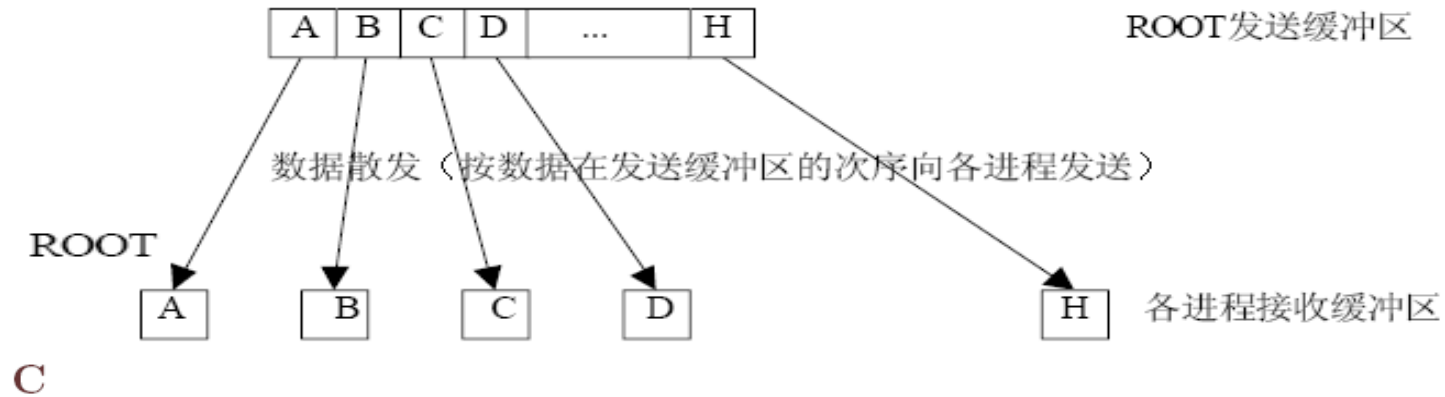 A B C D ... H ROOT发送缓冲区
数据散发（按数据在发送缓冲区的次序向各进程发送）
ROOT
A B C D H 各进程接收缓冲区
C